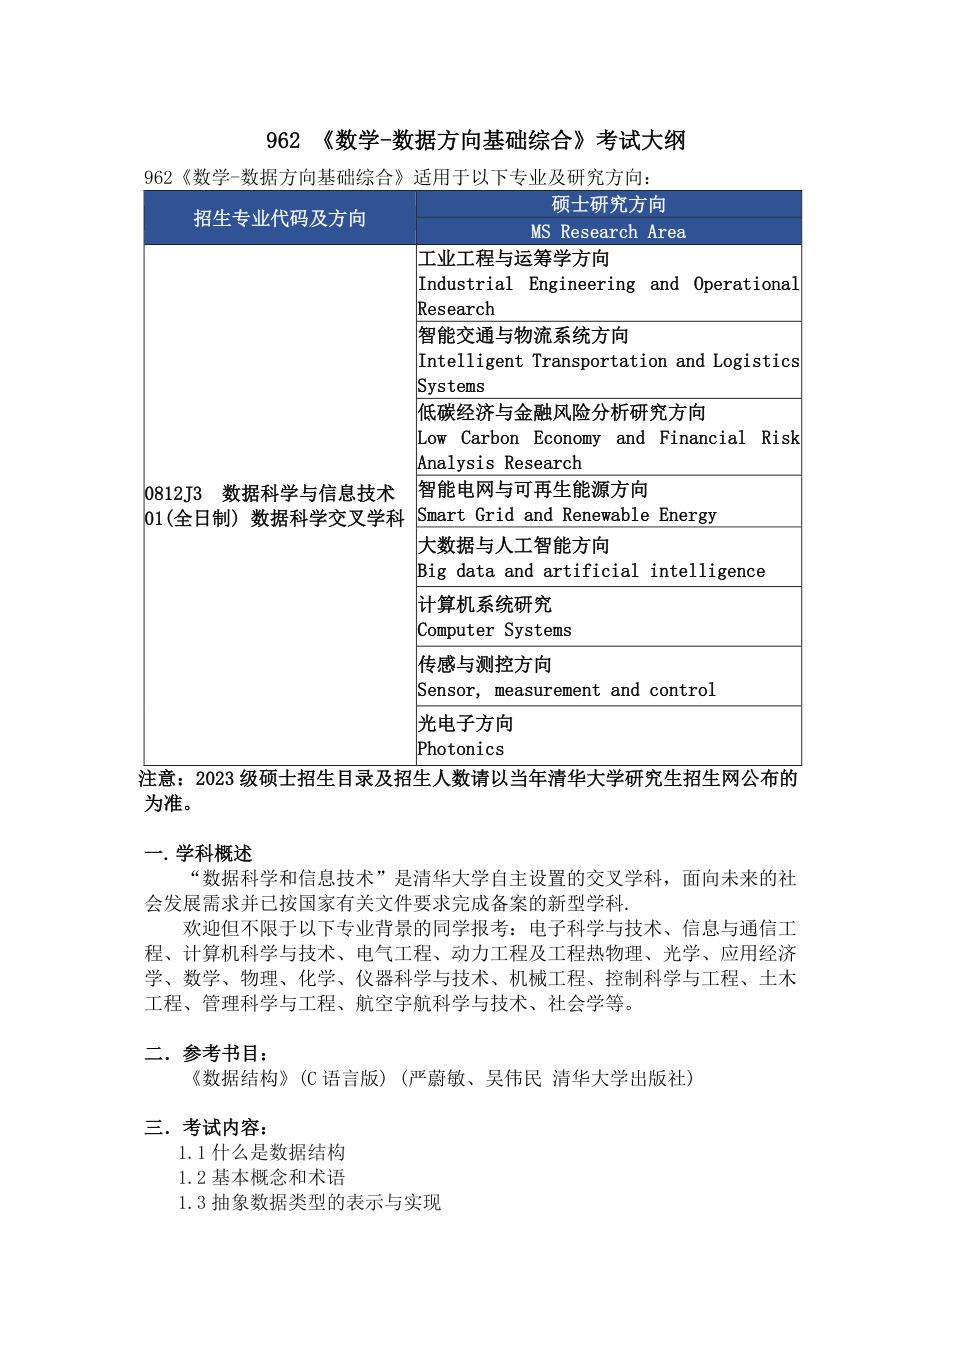 962 《数学-数据方向基础综合》考试大纲
962《数学-数据方向基础综合》适用于以下专业及研究方向：
招生专业代码及方向
硕士研究方向
MS Research Area
0812J3 数据科学与信息技术
01(全日制) 数据科学交叉学科
工业工程与运筹学方向
Industrial Engineering and Operational
Research
智能交通与物流系统方向
Intelligent Transportation and Logistics
Systems
低碳经济与金融风险分析研究方向
Low Carbon Economy and Financial Risk
Analysis Research
智能电网与可再生能源方向
Smart Grid and Renewable Energy
大数据与人工智能方向
Big data and artificial intelligence
计算机系统研究
Computer Systems
传感与测控方向
Sensor, measurement and control
光电子方向
Photonics
注意：2023 级硕士招生目录及招生人数请以当年清华大学研究生招生网公布的
为准。
一. 学科概述
“数据科学和信息技术”是清华大学自主设置的交叉学科，面向未来的社
会发展需求并已按国家有关文件要求完成备案的新型学科.
欢迎但不限于以下专业背景的同学报考：电子科学与技术、信息与通信工
程、计算机科学与技术、电气工程、动力工程及工程热物理、光学、应用经济
学、数学、物理、化学、仪器科学与技术、机械工程、控制科学与工程、土木
工程、管理科学与工程、航空宇航科学与技术、社会学等。
二．参考书目：
《数据结构》(C 语言版) (严蔚敏、吴伟民 清华大学出版社)
三．考试内容：
1.1 什么是数据结构
1.2 基本概念和术语
1.3 抽象数据类型的表示与实现